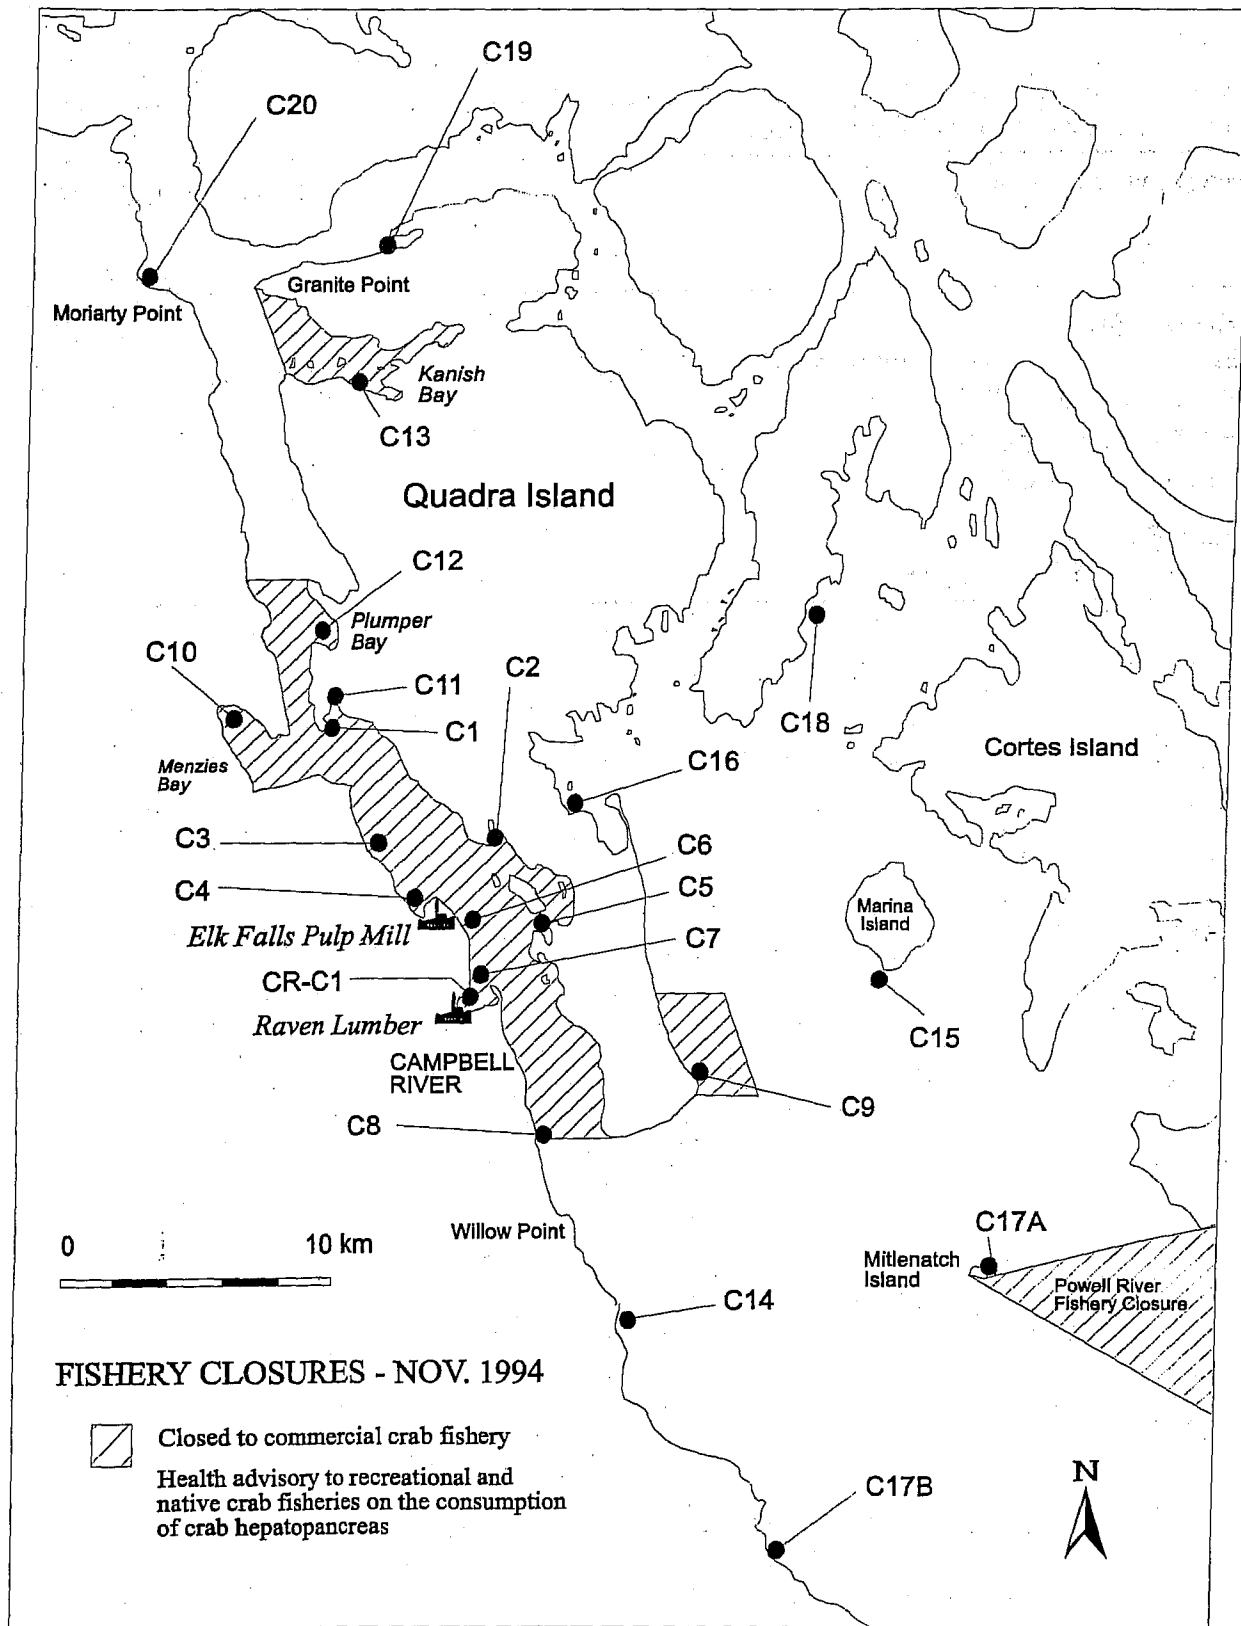 C19
C20
Granite Point
Moriarty Point
Kanish
Bay
C13
Quadra Island
C12
Plumper
Bay
C10
C11
C2
C1
C18
Cortes Island
Menzies
Bay
C16
C3
C6
C4
C5
Marina
Island
Elk Falls Pulp Mill
C7
CR-C1
Raven Lumber
C15
CAMPBELL
RIVER
C9
C8
C17A
Willow Point
0 10 km
Mitlenatch
Island
Powell River
Fishery Closure
C14
FISHERY CLOSURES - NOV. 1994
Closed to commercial crab fishery
Health advisory to recreational and
native crab fisheries on the consumption
of crab hepatopancreas
N
C17B